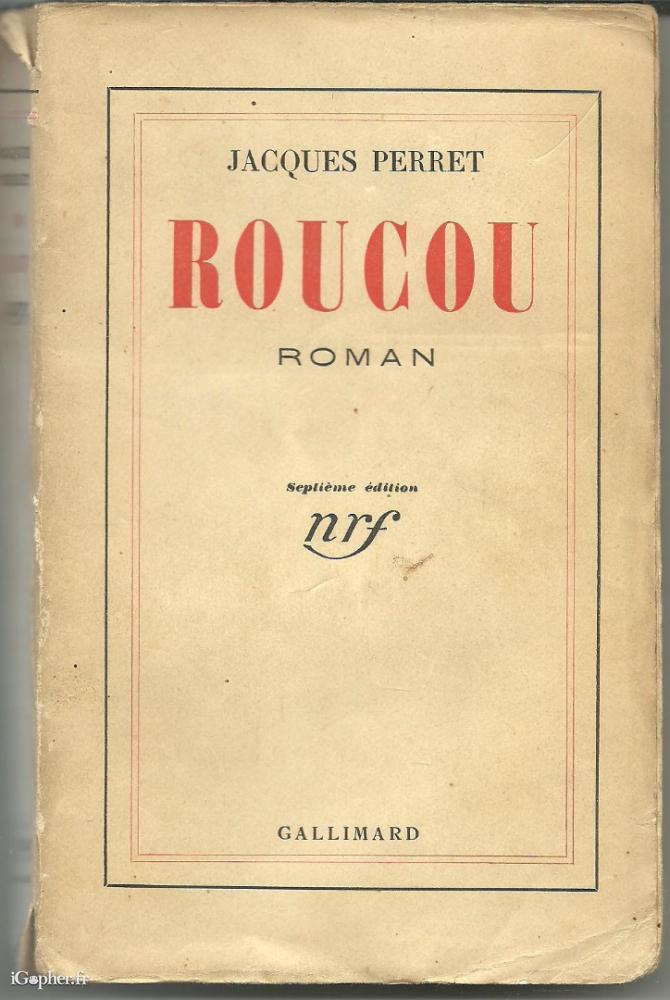 JACQUES PERRET
ROUCOU
ROMAN
Septième édition
nrf
GALLIMARD
iGopher.fr